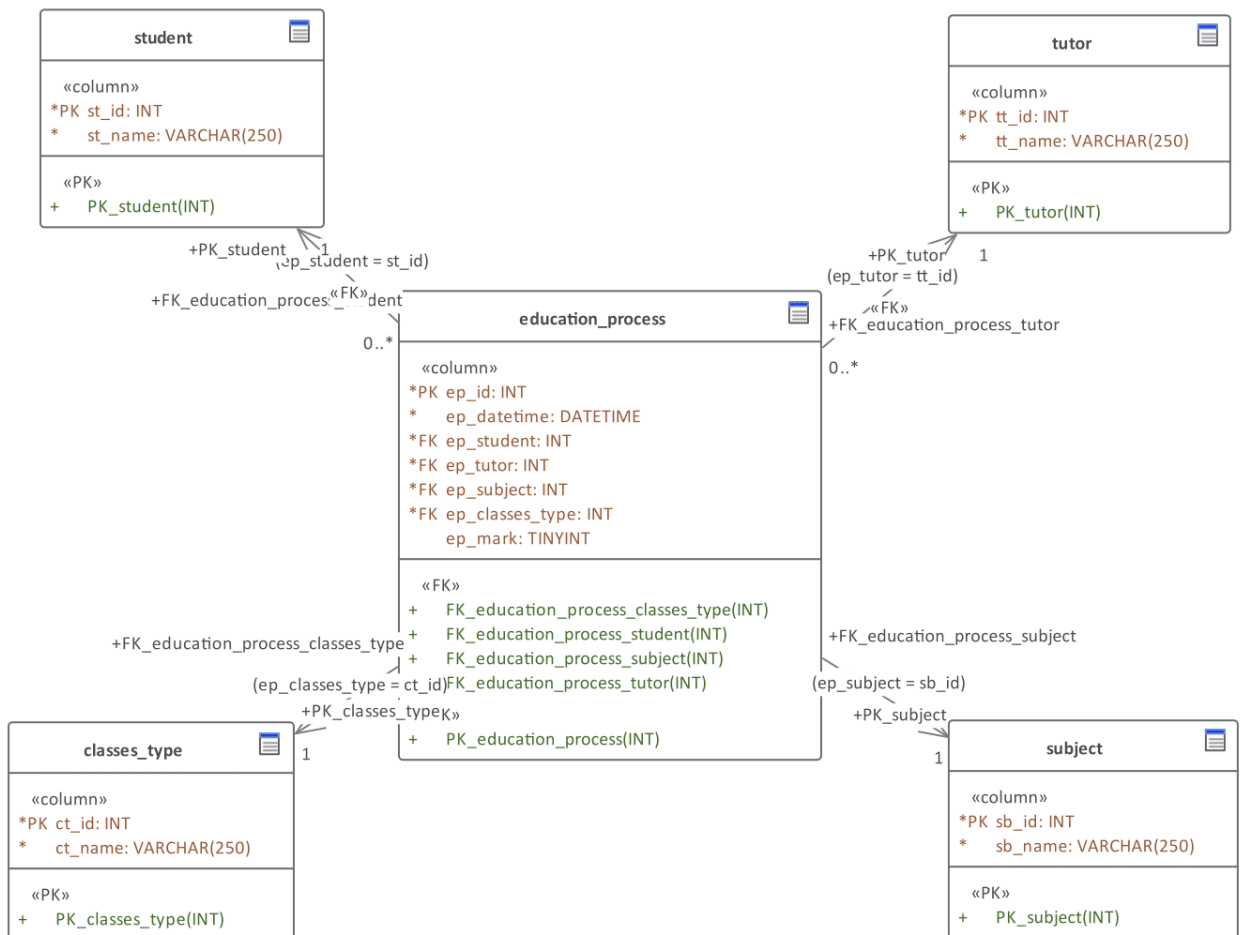 student
«column»
*PK st_id: INT
* st_name: VARCHAR(250)
«PK»
+ PK_student(INT)
tutor
«column»
*PK tt_id: INT
* tt_name: VARCHAR(250)
«PK»
+ PK_tutor(INT)
+PK_student
1
(ep_student = st_id)
«FK»
0..*
+PK_tutor
1
(ep_tutor = tt_id)
«FK»
+FK_education_process_tutor
0..*
education_process
«column»
*PK ep_id: INT
* ep_datetime: DATETIME
*FK ep_student: INT
*FK ep_tutor: INT
*FK ep_subject: INT
*FK ep_classes_type: INT
ep_mark: TINYINT
«FK»
+ FK_education_process_classes_type(INT)
+ FK_education_process_student(INT)
+ FK_education_process_subject(INT)
FK_education_process_tutor(INT)
+ PK_education_process(INT)
+FK_education_process_classes_type
(ep_classes_type = ct_id)
+PK_classes_type
1
+FK_education_process_subject
(ep_subject = sb_id)
+PK_subject
1
classes_type
«column»
*PK ct_id: INT
* ct_name: VARCHAR(250)
«PK»
+ PK_classes_type(INT)
subject
«column»
*PK sb_id: INT
* sb_name: VARCHAR(250)
«PK»
+ PK_subject(INT)